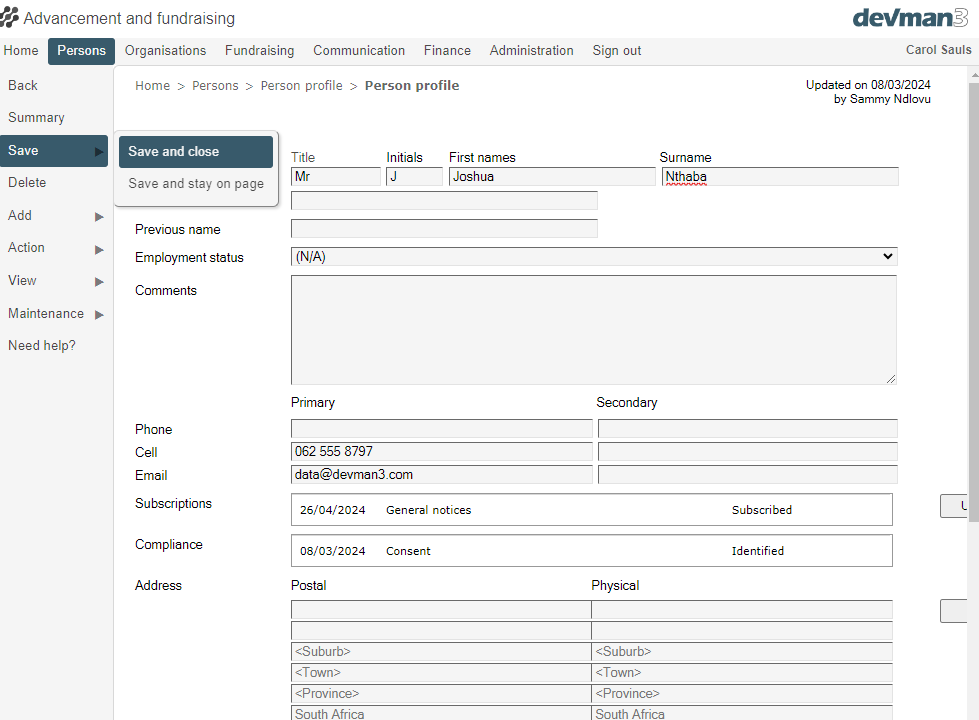 Advancement and fundraising
devman3
Home Persons Organisations Fundraising Communication Finance Administration Sign out Carol Sauls
Back
Summary
Save
Delete
Add
Action
View
Maintenance
Need help?
Save and close
Save and stay on page
Home > Persons > Person profile > Person profile
Updated on 08/03/2024
by Sammy Ndlovu
Title Initials First names Surname
Mr J Joshua Nthaba
Previous name
Employment status (N/A)
Comments
Primary Secondary
Phone
Cell 062 555 8797
Email data@devman3.com
Subscriptions 26/04/2024 General notices Subscribed
Compliance 08/03/2024 Consent Identified
Address Postal Physical
<Suburb> <Suburb>
<Town> <Town>
<Province> <Province>
South Africa South Africa